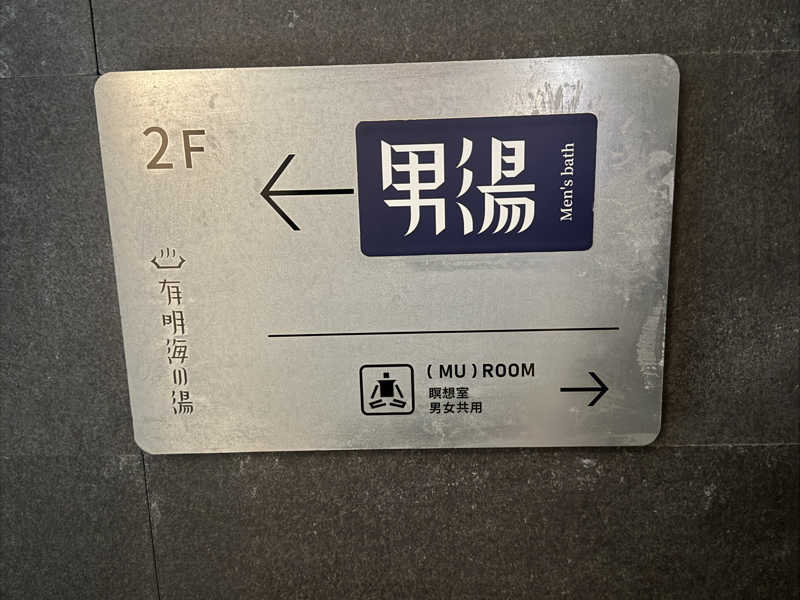 2F
男湯
Men's bath
有明海の湯
( MU ) ROOM
瞑想室
男女共用